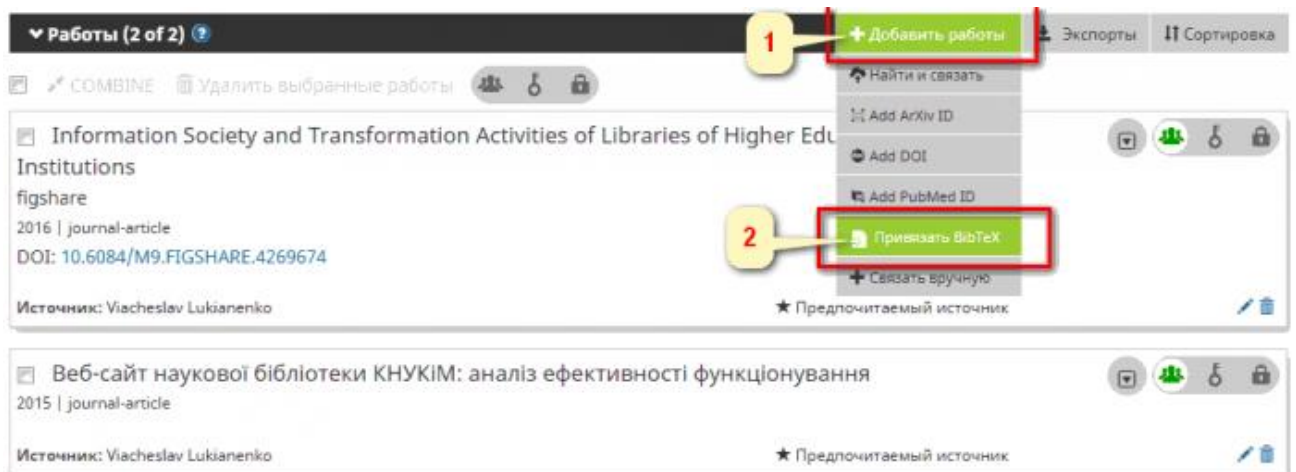 Работы (2 of 2) ?
1
+ Добавить работы
Экспорты
Сортировка
COMBINE Удалить выбранные работы
Найти и связать
Add ArXiv ID
Add DOI
Add PubMed ID
2
Привязать BibTeX
Связать вручную
Information Society and Transformation Activities of Libraries of Higher Edu
Institutions
figshare
2016 | journal-article
DOI: 10.6084/M9.FIGSHARE.4269674
Источник: Viacheslav Lukianenko
★ Предпочитаемый источник
Веб-сайт наукової бібліотеки КНУКіМ: аналіз ефективності функціонування
2015 | journal-article
Источник: Viacheslav Lukianenko
★ Предпочитаемый источник